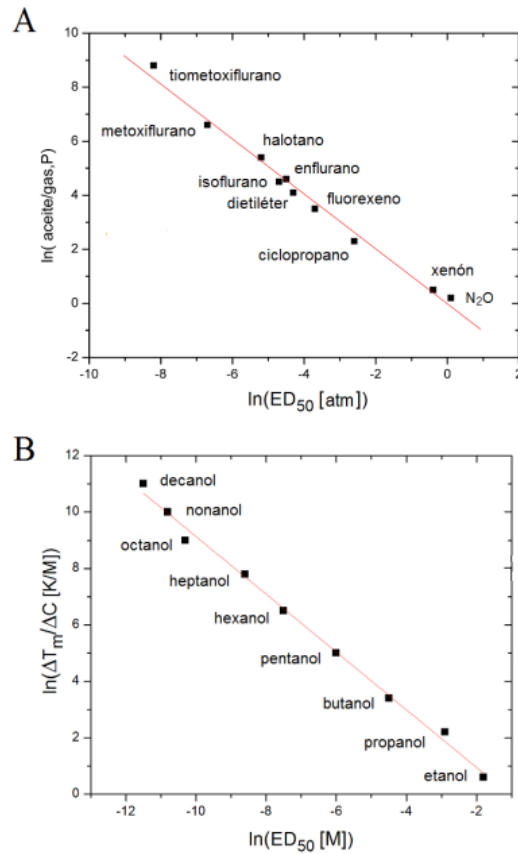 A
ln( aceite/gas,P)
10
8
6
4
2
0
-2
tiometoxiflurano
metoxiflurano
halotano
enflurano
isoflurano
dietiléter
fluorexeno
ciclopropano
xenón
N₂O
-10 -8 -6 -4 -2 0 2
ln(ED₅₀ [atm])
B
ln(ΔTₘ/ΔC [K/M])
12
10
8
6
4
2
0
decanol
nonanol
octanol
heptanol
hexanol
pentanol
butanol
propanol
etanol
-12 -10 -8 -6 -4 -2
ln(ED₅₀ [M])